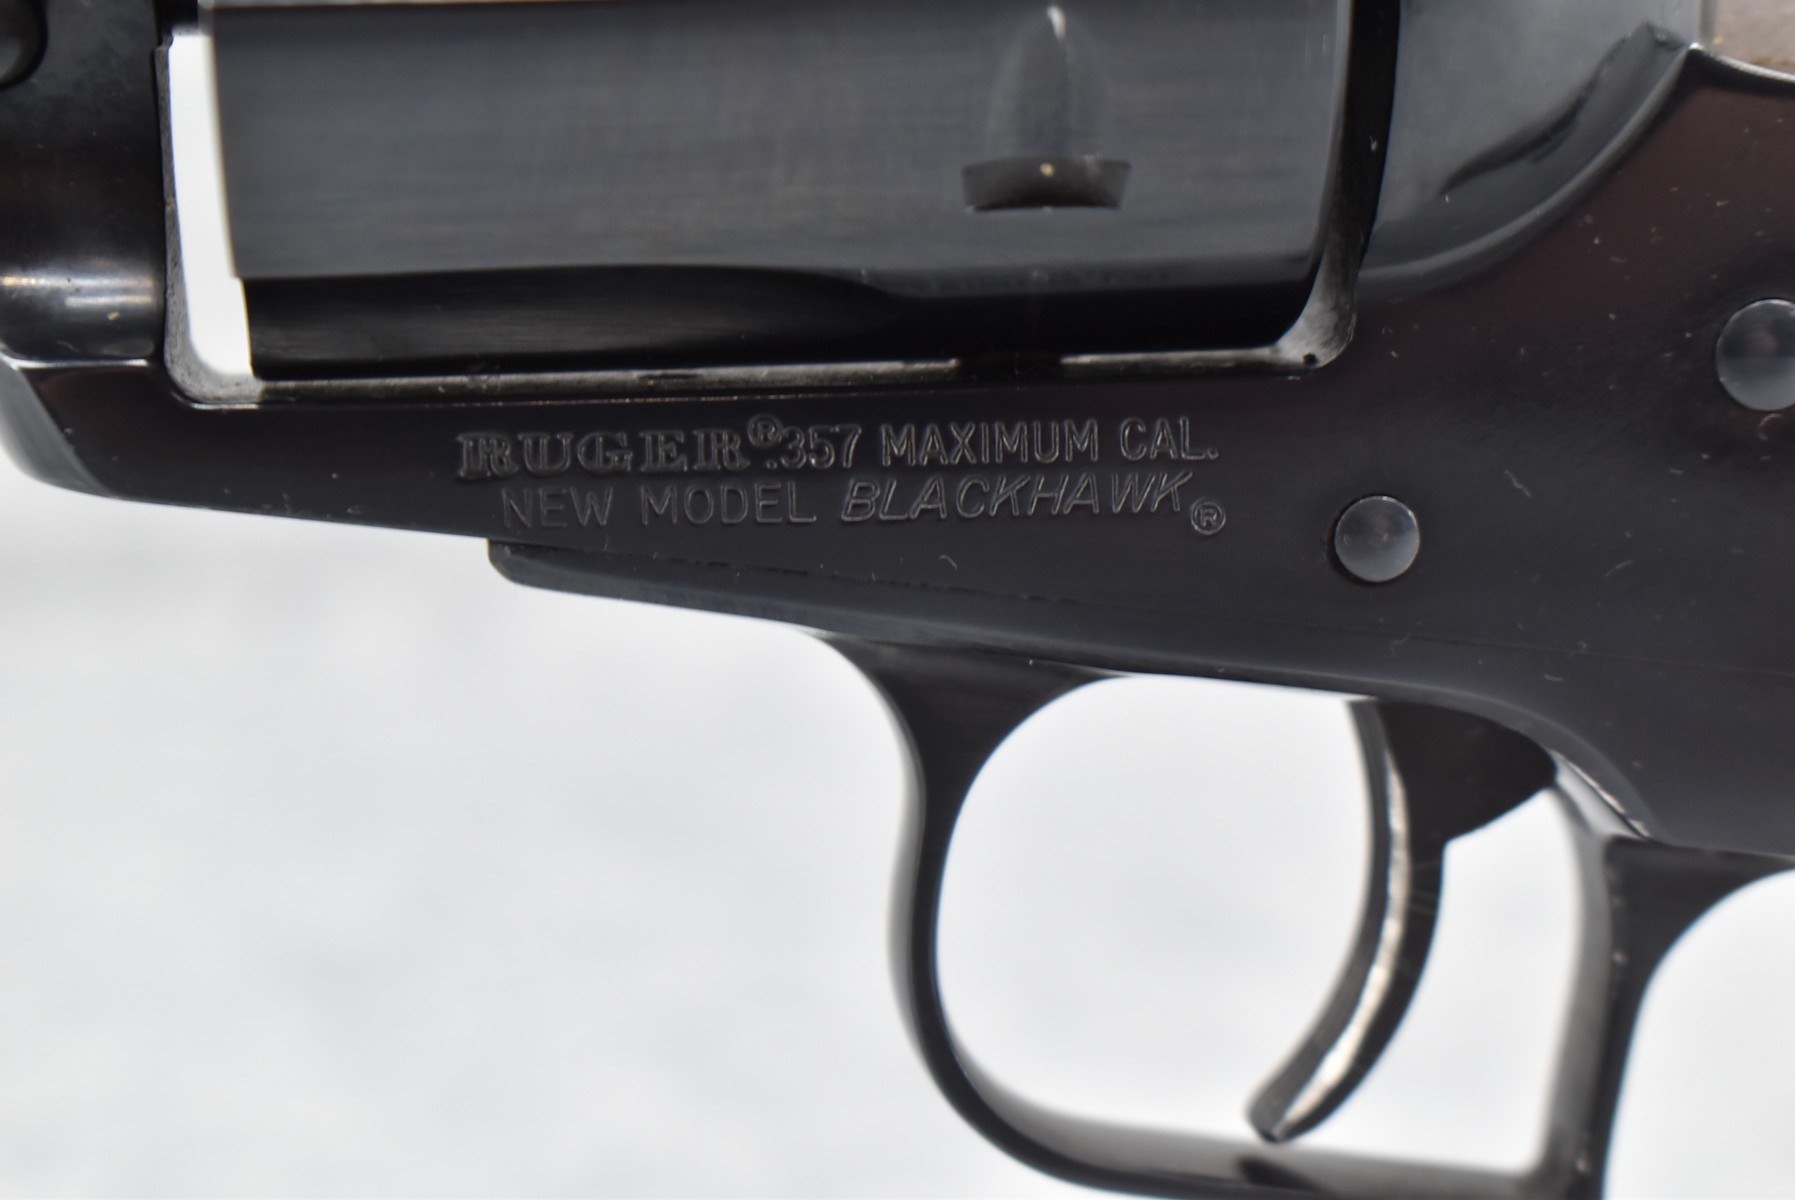 RUGER®.357 MAXIMUM CAL.
NEW MODEL BLACKHAWK®